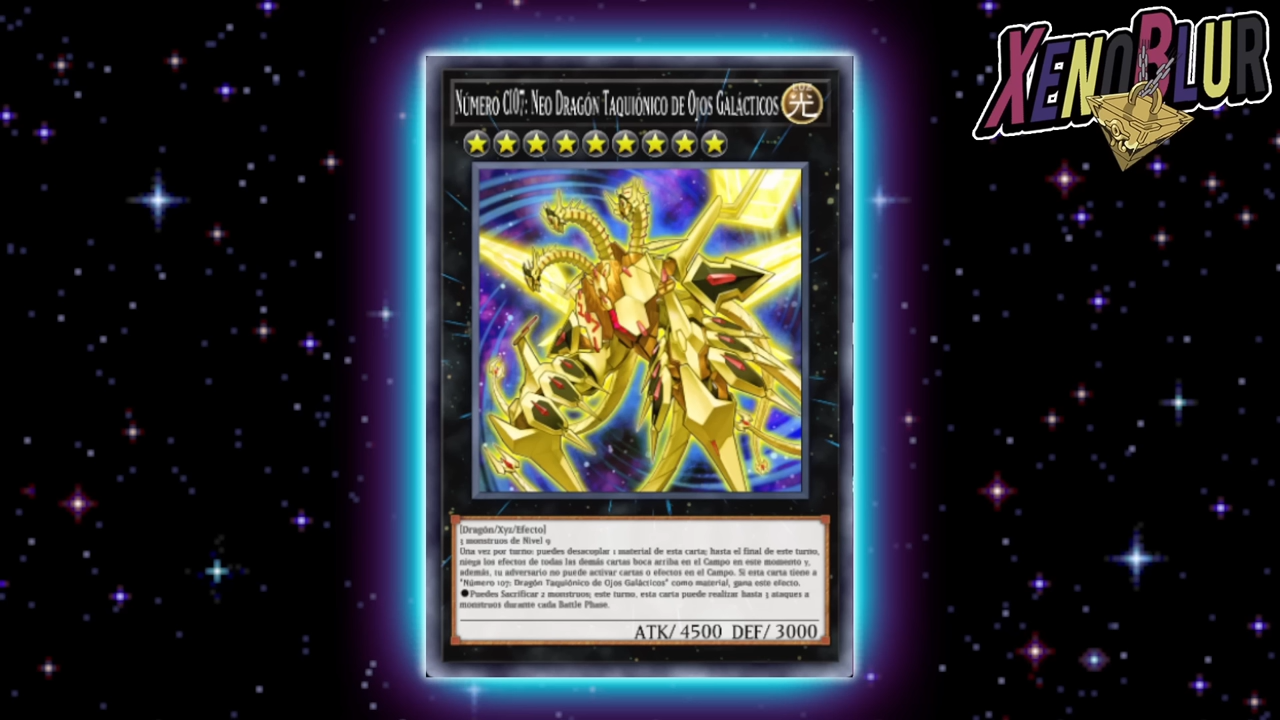 XENOBLUR
NÚMERO C107: NEO DRAGÓN TAQUIÓNICO DE OJOS GALÁCTICOS
光
[Dragón/Xyz/Efecto]
3 monstruos de Nivel 9
Una vez por turno: puedes desacoplar 1 material de esta carta; hasta el final de este turno,
niega los efectos de todas las demás cartas boca arriba en el Campo en este momento y,
además, tu adversario no puede activar cartas o efectos en el Campo. Si esta carta tiene a
"Número 107: Dragón Taquiónico de Ojos Galácticos" como material, gana este efecto.
●Puedes Sacrificar 2 monstruos; este turno, esta carta puede realizar hasta 3 ataques a
monstruos durante cada Battle Phase.
ATK/ 4500 DEF/ 3000